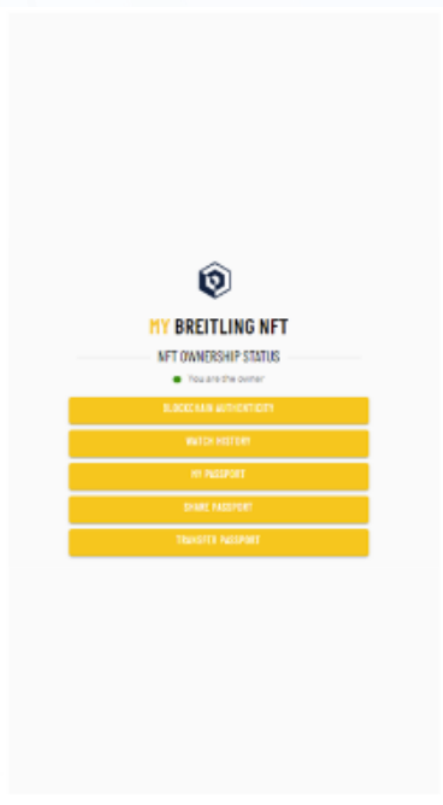 MY BREITLING NFT
NFT OWNERSHIP STATUS
You are the owner
BLOCKCHAIN AUTHENTICITY
WATCH HISTORY
MY PASSPORT
SHARE PASSPORT
TRANSFER PASSPORT